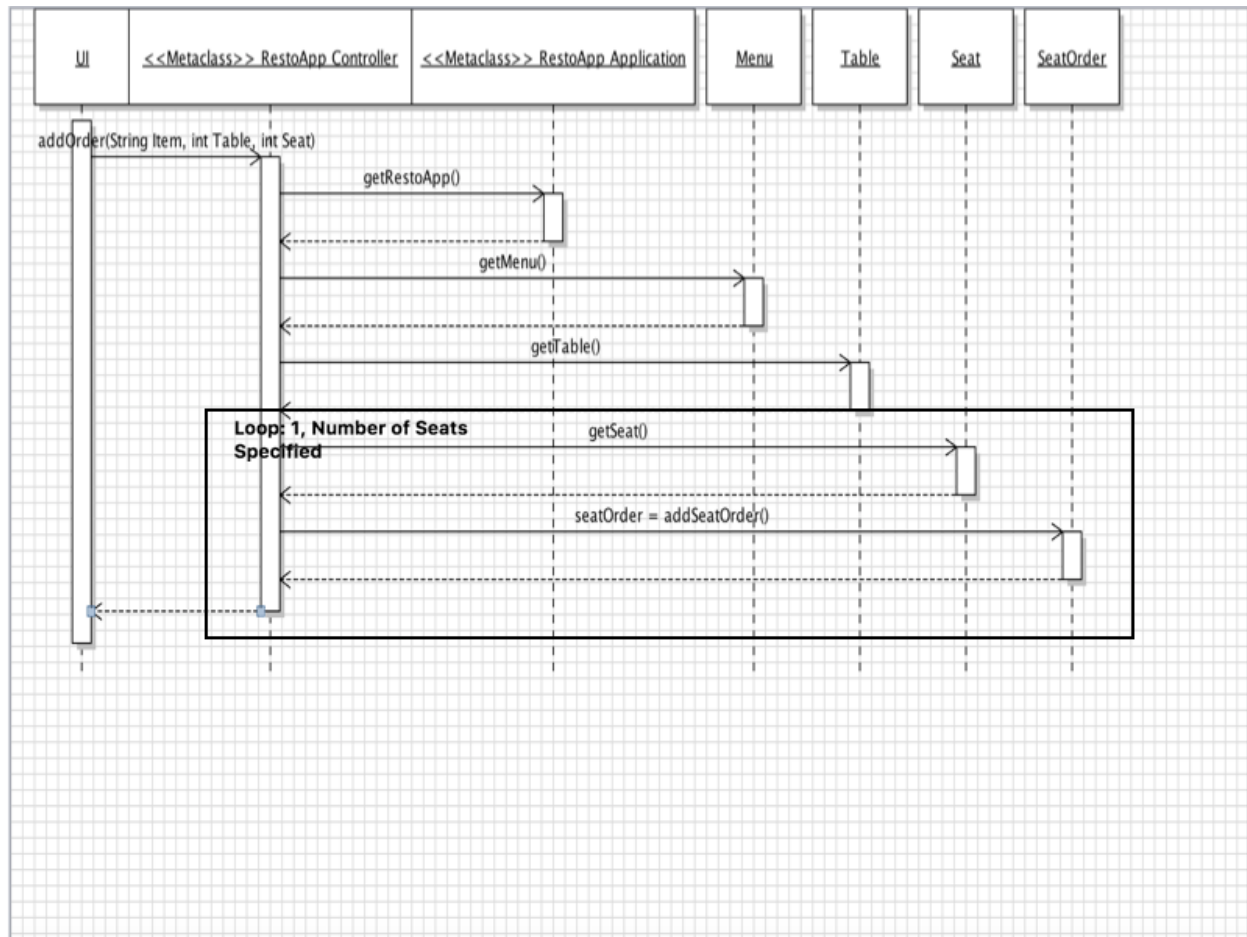 UI
<<Metaclass>> RestoApp Controller
<<Metaclass>> RestoApp Application
Menu
Table
Seat
SeatOrder
addOrder(String Item, int Table, int Seat)
getRestoApp()
getMenu()
getTable()
Loop: 1, Number of Seats
Specified
getSeat()
seatOrder = addSeatOrder()